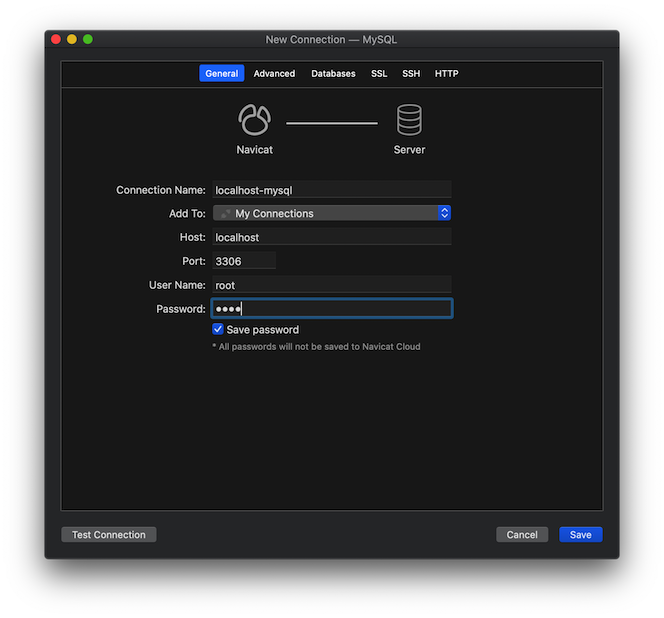 New Connection — MySQL
General Advanced Databases SSL SSH HTTP
Navicat Server
Connection Name: localhost-mysql
Add To: My Connections
Host: localhost
Port: 3306
User Name: root
Password: ●●●●
Save password
* All passwords will not be saved to Navicat Cloud
Test Connection Cancel Save